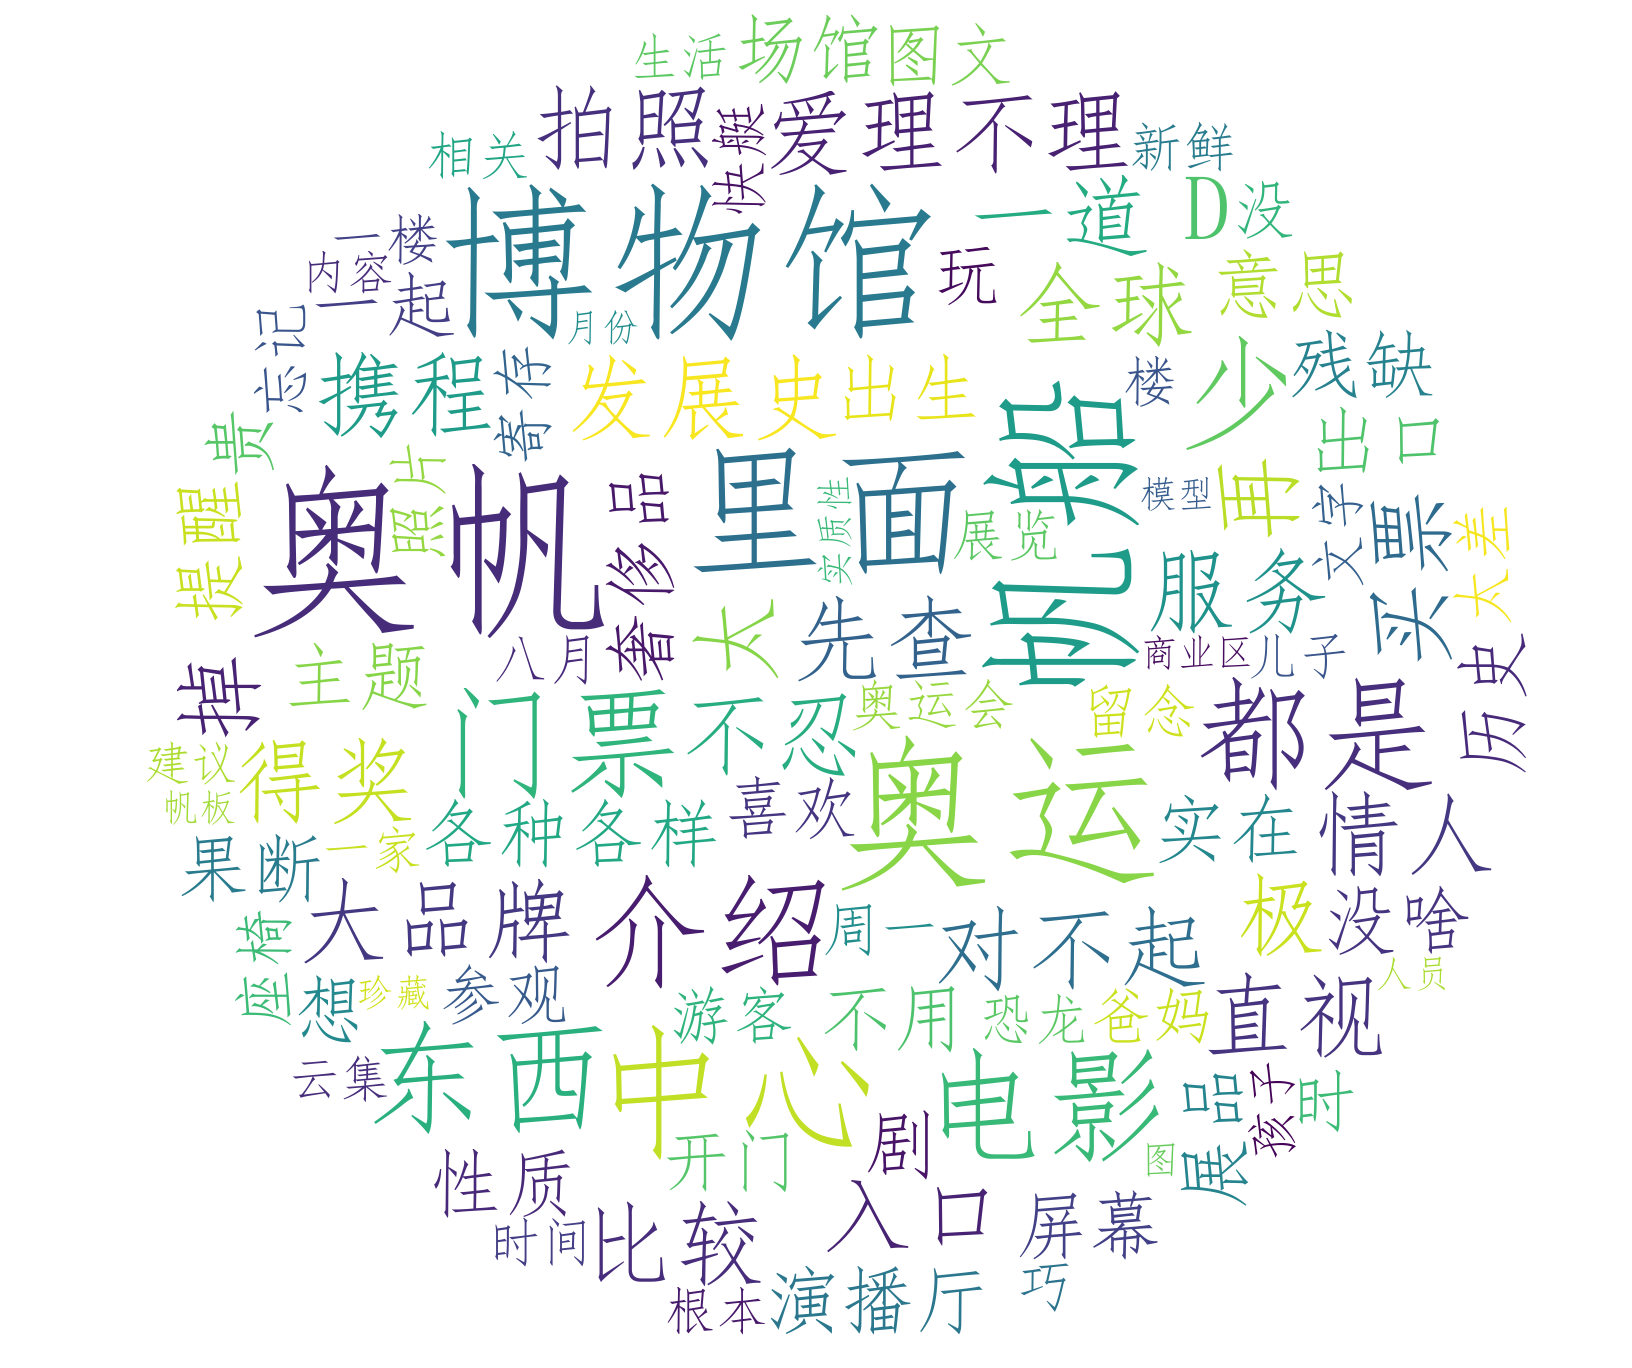 生活
场馆
图文
拍照
快艇
爱理不理
新鲜
相关
博物馆
一道
D
没
一楼
内容
一起
玩
全球
意思
月份
忘记
携程
寄存
发展史
出生
帆船
楼
少
残缺
贵
照片
奥帆
奢侈品
里面
实质性
展览
模型
再
出口
文字
买票
太差
提醒
八月
太
先查
服务
商业区
儿子
掉
主题
门票
不忍
奥运会
留念
都是
历史
建议
帆板
得奖
各种各样
喜欢
奥运
实在
情人
果断
一家
大品牌
介绍
周一
对不起
极
没啥
座椅
想
珍藏
参观
游客
不用
恐龙
爸妈
直视
人员
云集
东西
中心
电影
展品
孩子
时
开门
剧
图
性质
时间
比较
入口
屏幕
根本
演播厅
巧